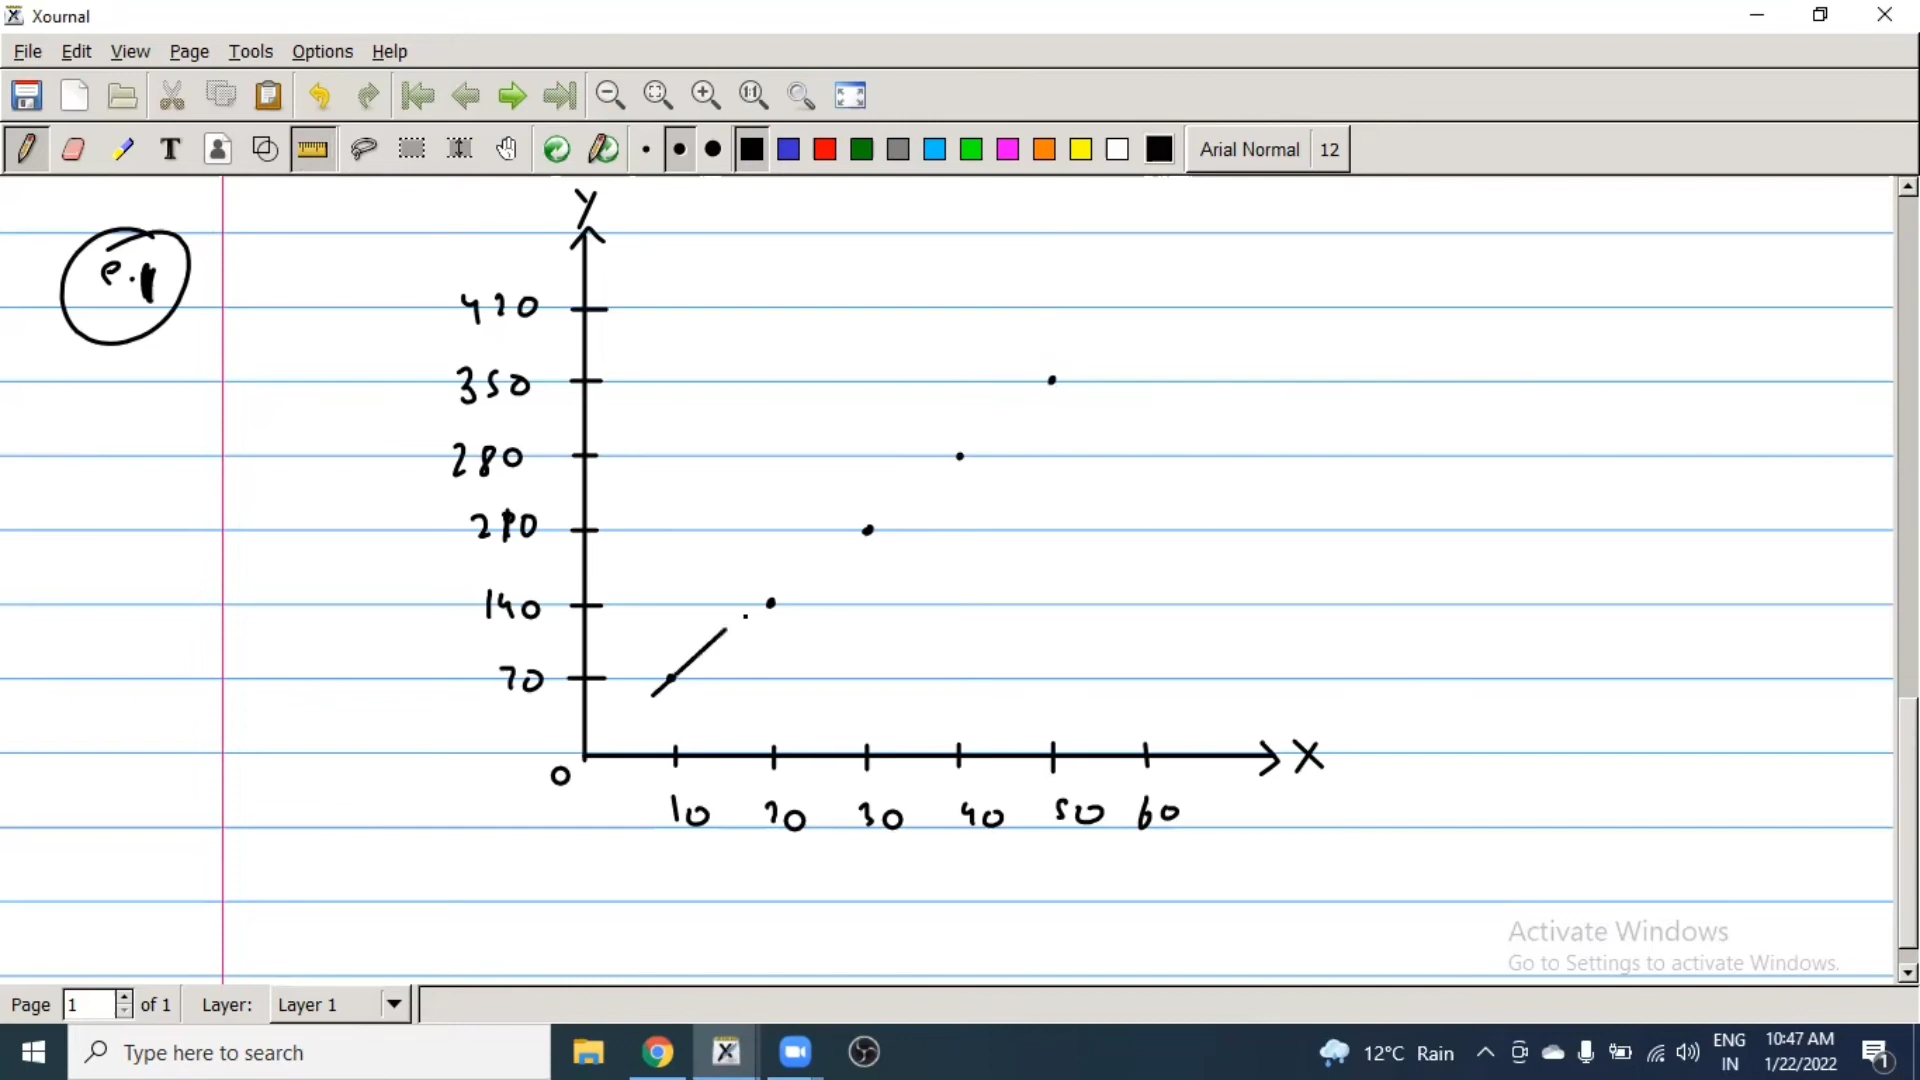 Xournal
File Edit View Page Tools Options Help
T
1:1
Arial Normal 12
Y
e.g
420
350
280
210
140
70
0
X
10 20 30 40 50 60
Activate Windows
Go to Settings to activate Windows.
Page 1 of 1 Layer: Layer 1
Type here to search
12°C Rain
ENG
IN
10:47 AM
1/22/2022
1